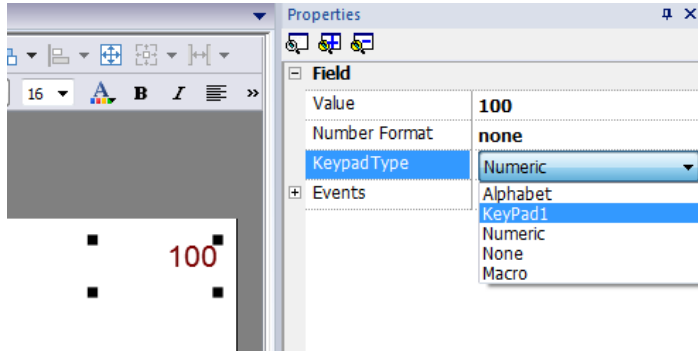 Properties
16 A B I »
Field
Value 100
Number Format none
KeypadType Numeric
Events
Alphabet
KeyPad1
Numeric
None
Macro
100